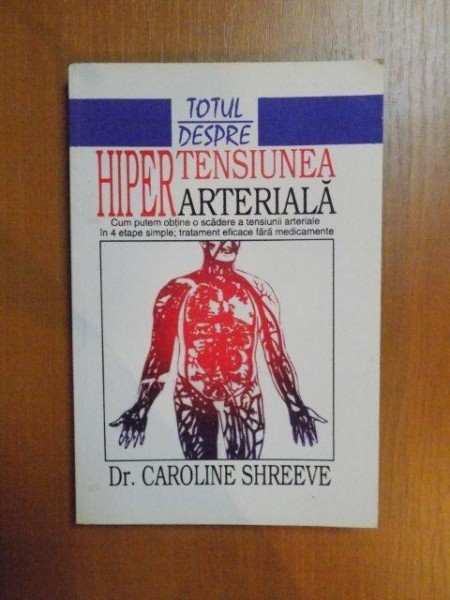 TOTUL
DESPRE
HIPERTENSIUNEA
ARTERIALĂ
Cum putem obține o scădere a tensiunii arteriale
în 4 etape simple; tratament eficace fără medicamente
Dr. CAROLINE SHREEVE